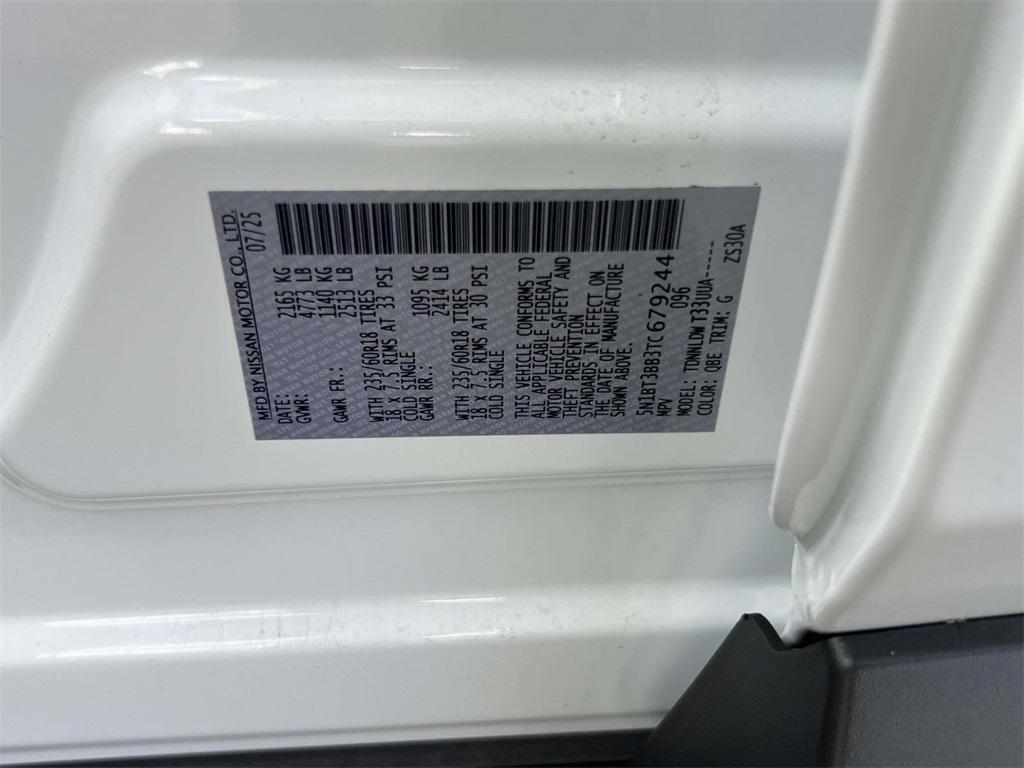 MFD BY NISSAN MOTOR CO., LTD.
DATE: 07/25
GVWR: 2165 KG
4773 LB
GAWR FR.: 1140 KG
2513 LB
WITH 235/60R18 TIRES
18 X 7.5 RIMS AT 33 PSI
COLD SINGLE
GAWR RR.: 1095 KG
2414 LB
WITH 235/60R18 TIRES
18 X 7.5 RIMS AT 30 PSI
COLD SINGLE
THIS VEHICLE CONFORMS TO
ALL APPLICABLE FEDERAL
MOTOR VEHICLE SAFETY AND
THEFT PREVENTION
STANDARDS IN EFFECT ON
THE DATE OF MANUFACTURE
SHOWN ABOVE.
5N1BT3BB3TC679244
MPV 096
MODEL: TDNNLDW T33UUA-----
COLOR: QBE TRIM: G ZS30A